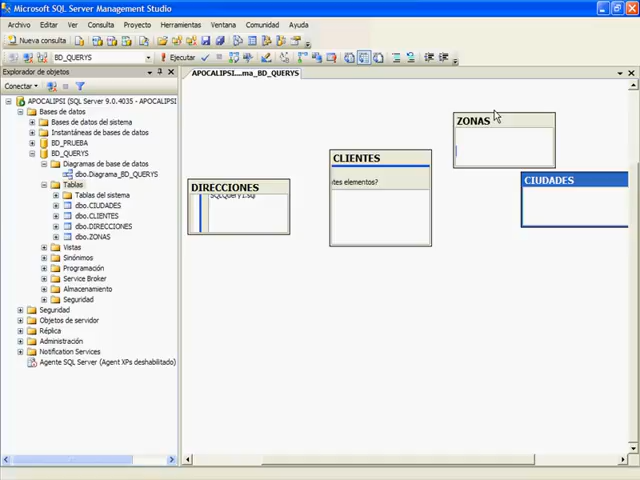 Microsoft SQL Server Management Studio
Archivo Editar Ver Consulta Proyecto Herramientas Ventana Comunidad Ayuda
Nueva consulta
BD_QUERYS Ejecutar
Explorador de objetos
APOCALIPSI....ma_BD_QUERYS
Conectar
APOCALIPSI (SQL Server 9.0.4035 - APOCALIPSI
Bases de datos
Bases de datos del sistema
Instantáneas de bases de datos
BD_PRUEBA
BD_QUERYS
Diagramas de base de datos
dbo.Diagrama_BD_QUERYS
Tablas
Tablas del sistema
dbo.CIUDADES
dbo.CLIENTES
dbo.DIRECCIONES
dbo.ZONAS
Vistas
Sinónimos
Programación
Service Broker
Almacenamiento
Seguridad
Seguridad
Objetos de servidor
Réplica
Administración
Notification Services
Agente SQL Server (Agent XPs deshabilitado)
DIRECCIONES
SQLQuery1.sql
CLIENTES
ites elementos?
ZONAS
CIUDADES